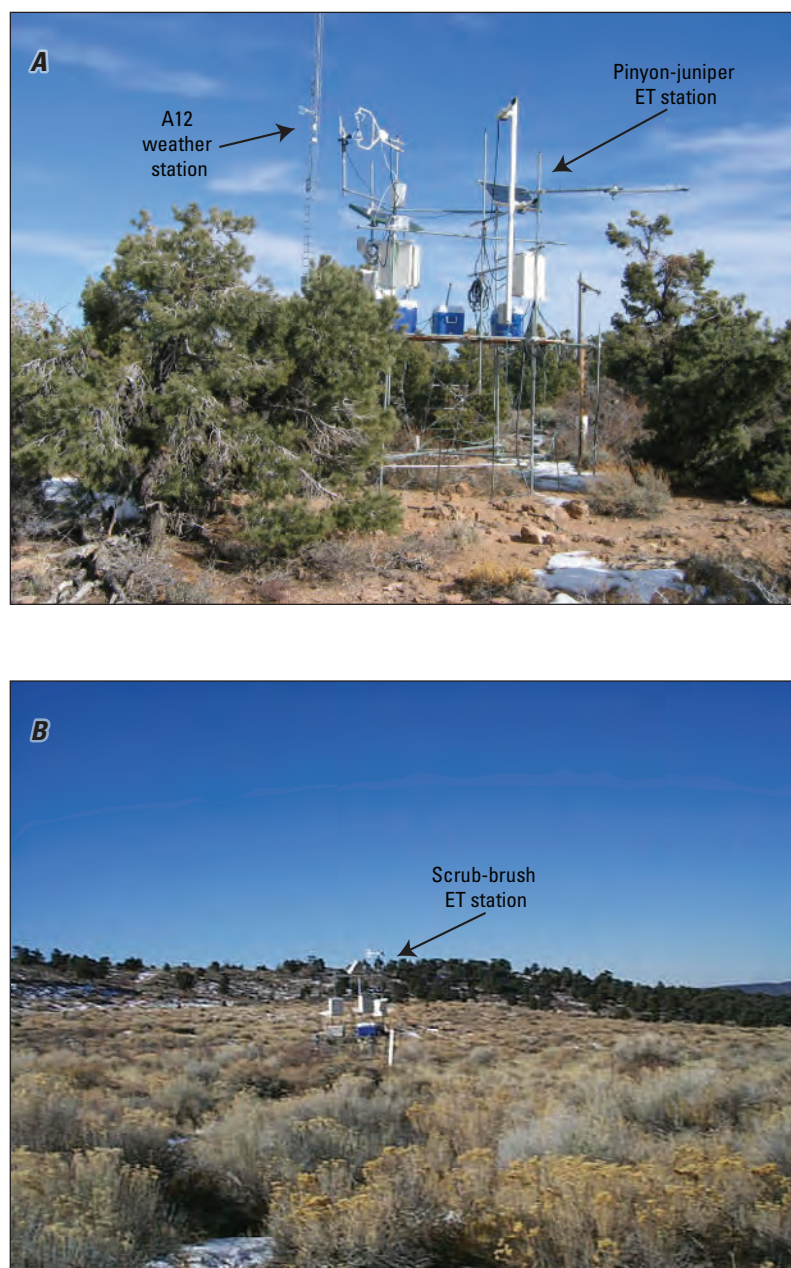 A
A12
weather
station
Pinyon-juniper
ET station
B
Scrub-brush
ET station